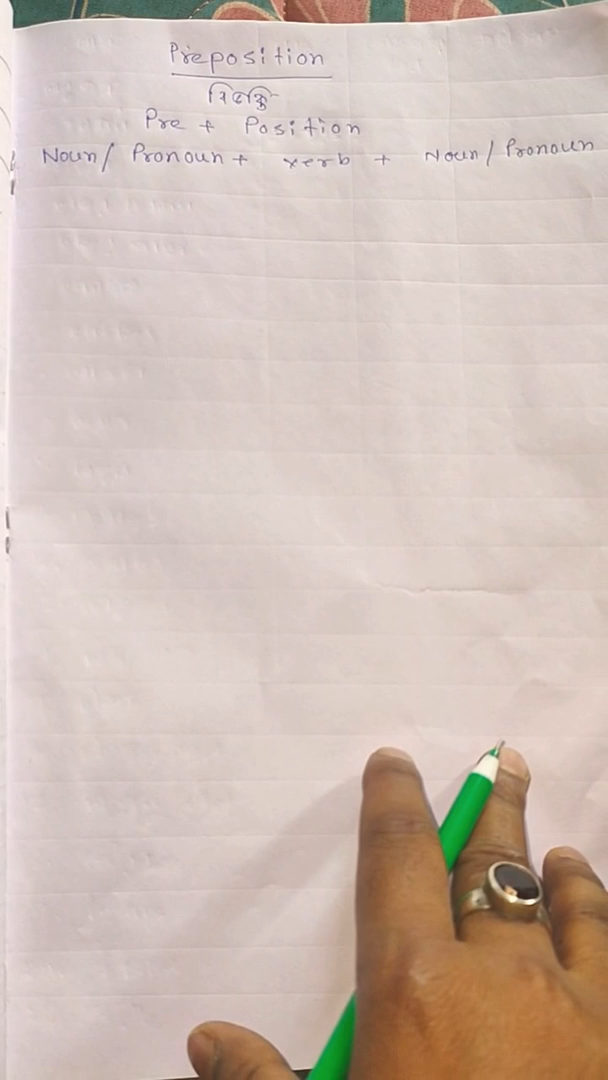 Preposition
বিভক্তি
Pre + Position
Noun/ Pronoun + verb + Noun/ Pronoun